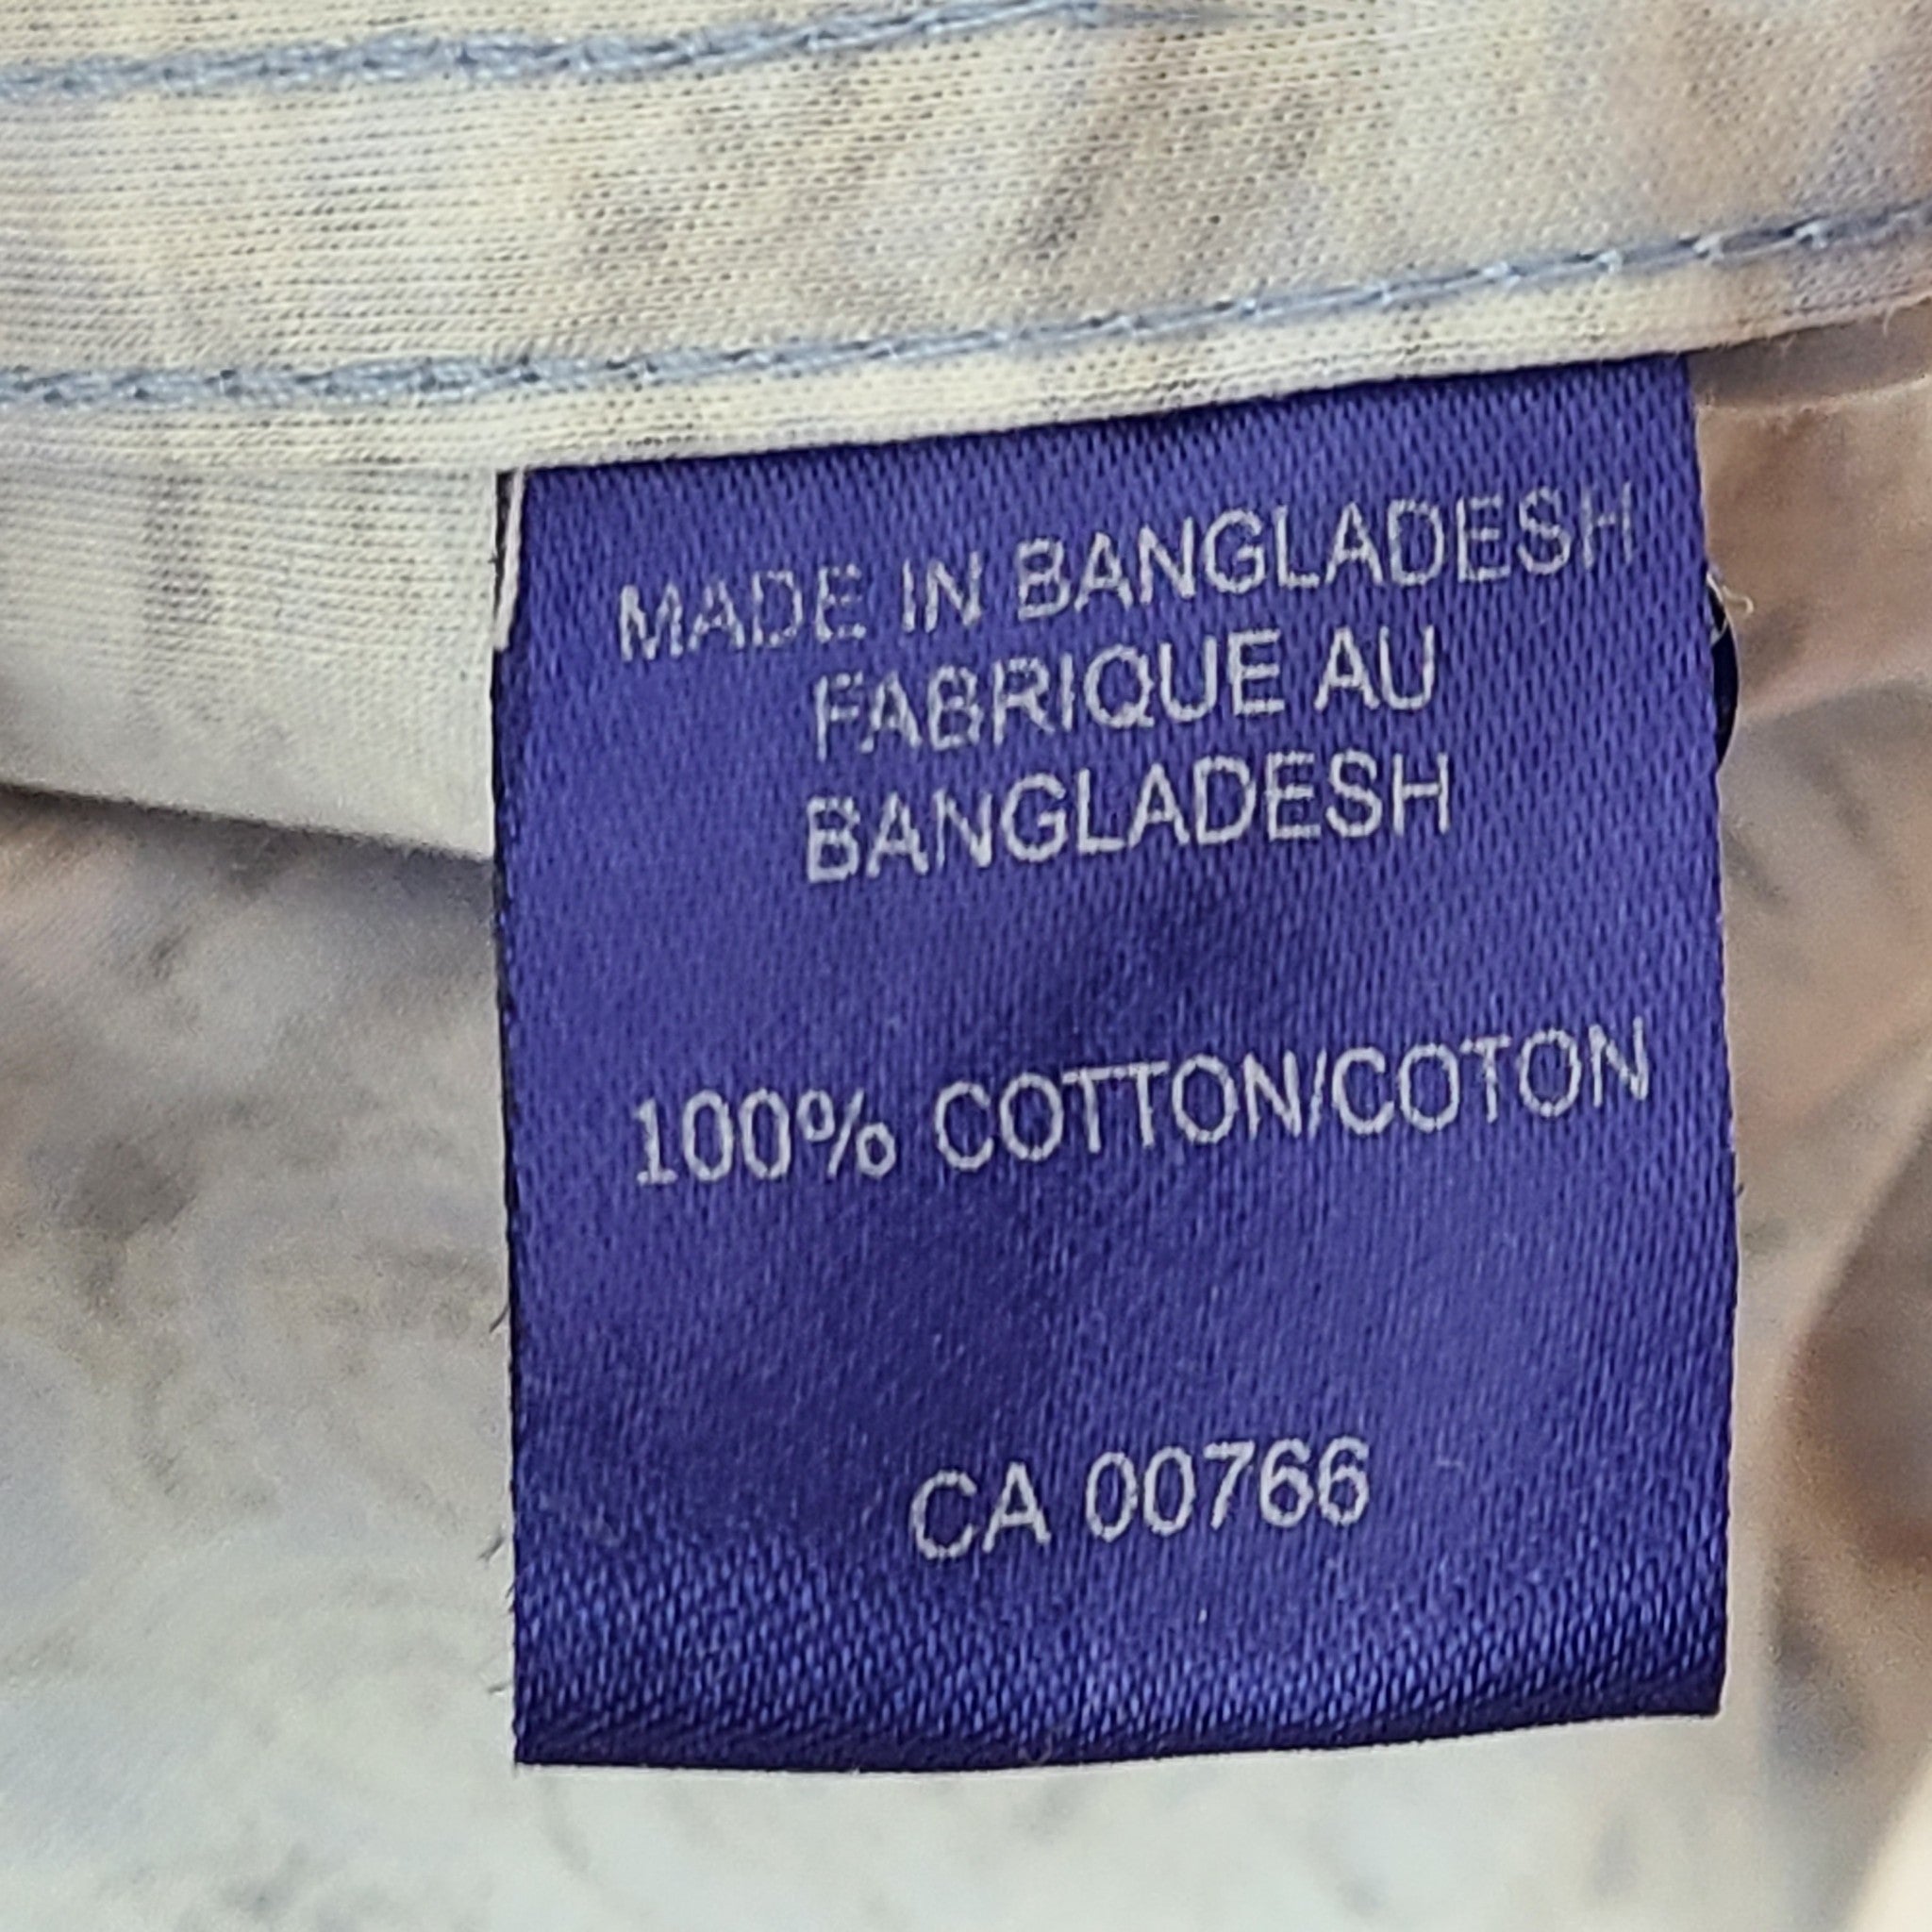 MADE IN BANGLADESH
FABRIQUE AU
BANGLADESH
100% COTTON/COTON
CA 00766